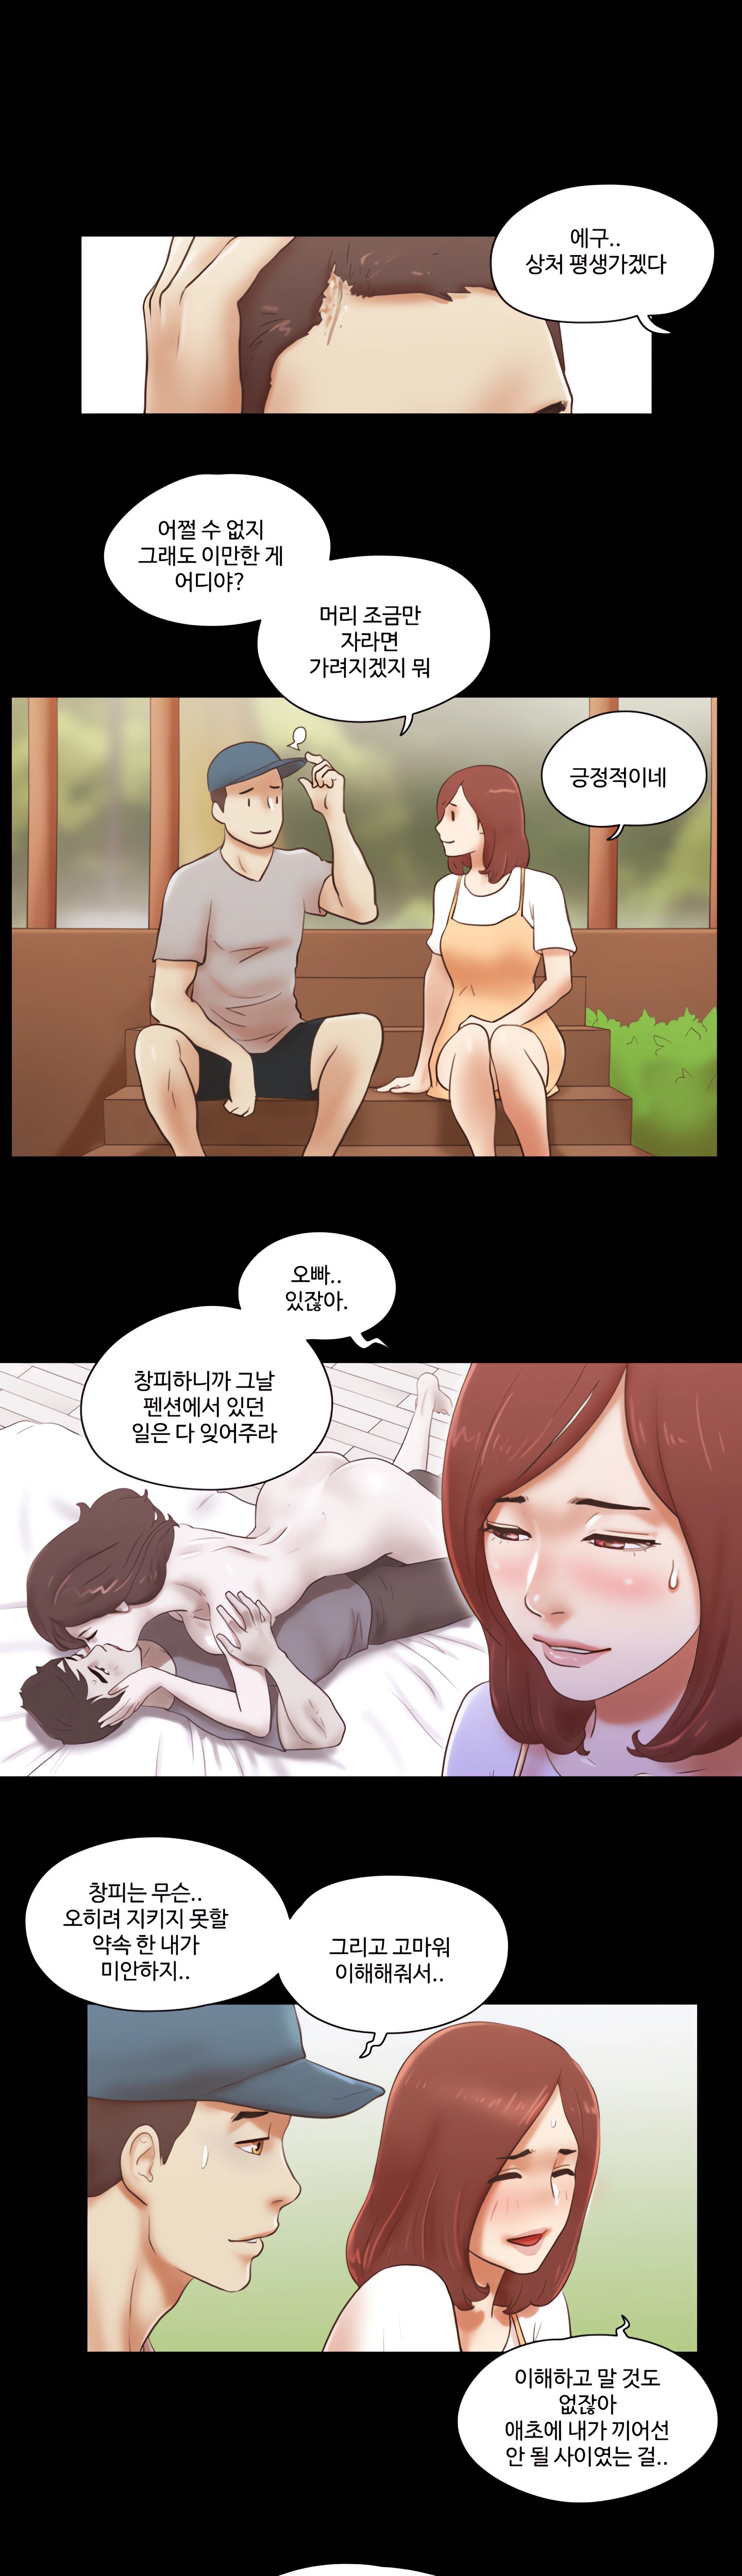 에구..
상처 평생가겠다
어쩔 수 없지
그래도 이만한 게
어디야?
머리 조금만
자라면
가려지겠지 뭐
긍정적이네
오빠..
있잖아.
창피하니까 그날
펜션에서 있던
일은 다 잊어주라
창피는 무슨..
오히려 지키지 못할
약속 한 내가
미안하지..
그리고 고마워
이해해줘서..
이해하고 말 것도
없잖아
애초에 내가 끼어선
안 될 사이였는 걸..